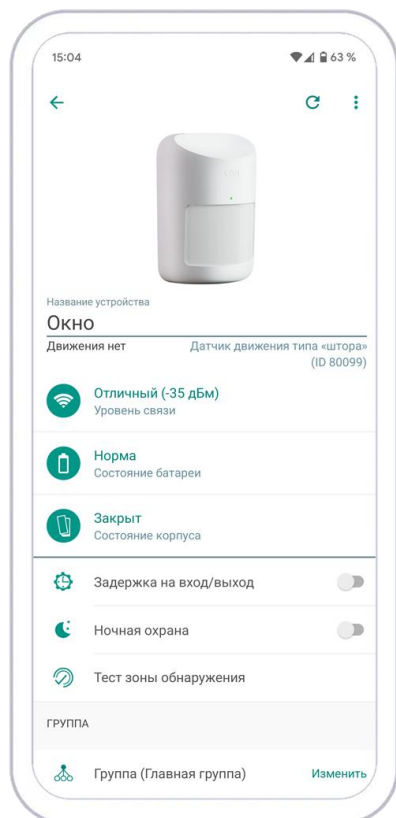 15:04
63 %
Название устройства
Окно
Движения нет
Датчик движения типа «штора»
(ID 80099)
Отличный (-35 дБм)
Уровень связи
Норма
Состояние батареи
Закрыт
Состояние корпуса
Задержка на вход/выход
Ночная охрана
Тест зоны обнаружения
ГРУППА
Группа (Главная группа)
Изменить